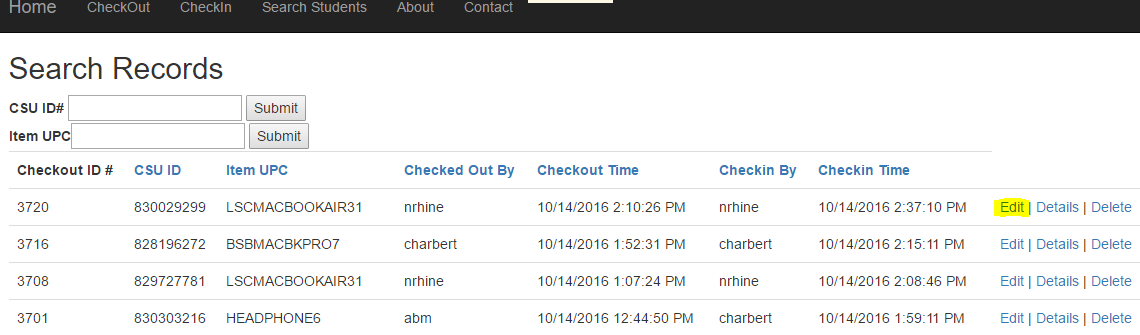 Home CheckOut CheckIn Search Students About Contact
Search Records
CSU ID# Submit
Item UPC Submit
Checkout ID # CSU ID Item UPC Checked Out By Checkout Time Checkin By Checkin Time
3720 830029299 LSCMACBOOKAIR31 nrhine 10/14/2016 2:10:26 PM nrhine 10/14/2016 2:37:10 PM Edit | Details | Delete
3716 828196272 BSBMACBKPRO7 charbert 10/14/2016 1:52:31 PM charbert 10/14/2016 2:15:11 PM Edit | Details | Delete
3708 829727781 LSCMACBOOKAIR31 nrhine 10/14/2016 1:07:24 PM nrhine 10/14/2016 2:08:46 PM Edit | Details | Delete
3701 830303216 HEADPHONE6 abm 10/14/2016 12:44:50 PM charbert 10/14/2016 1:59:11 PM Edit | Details | Delete